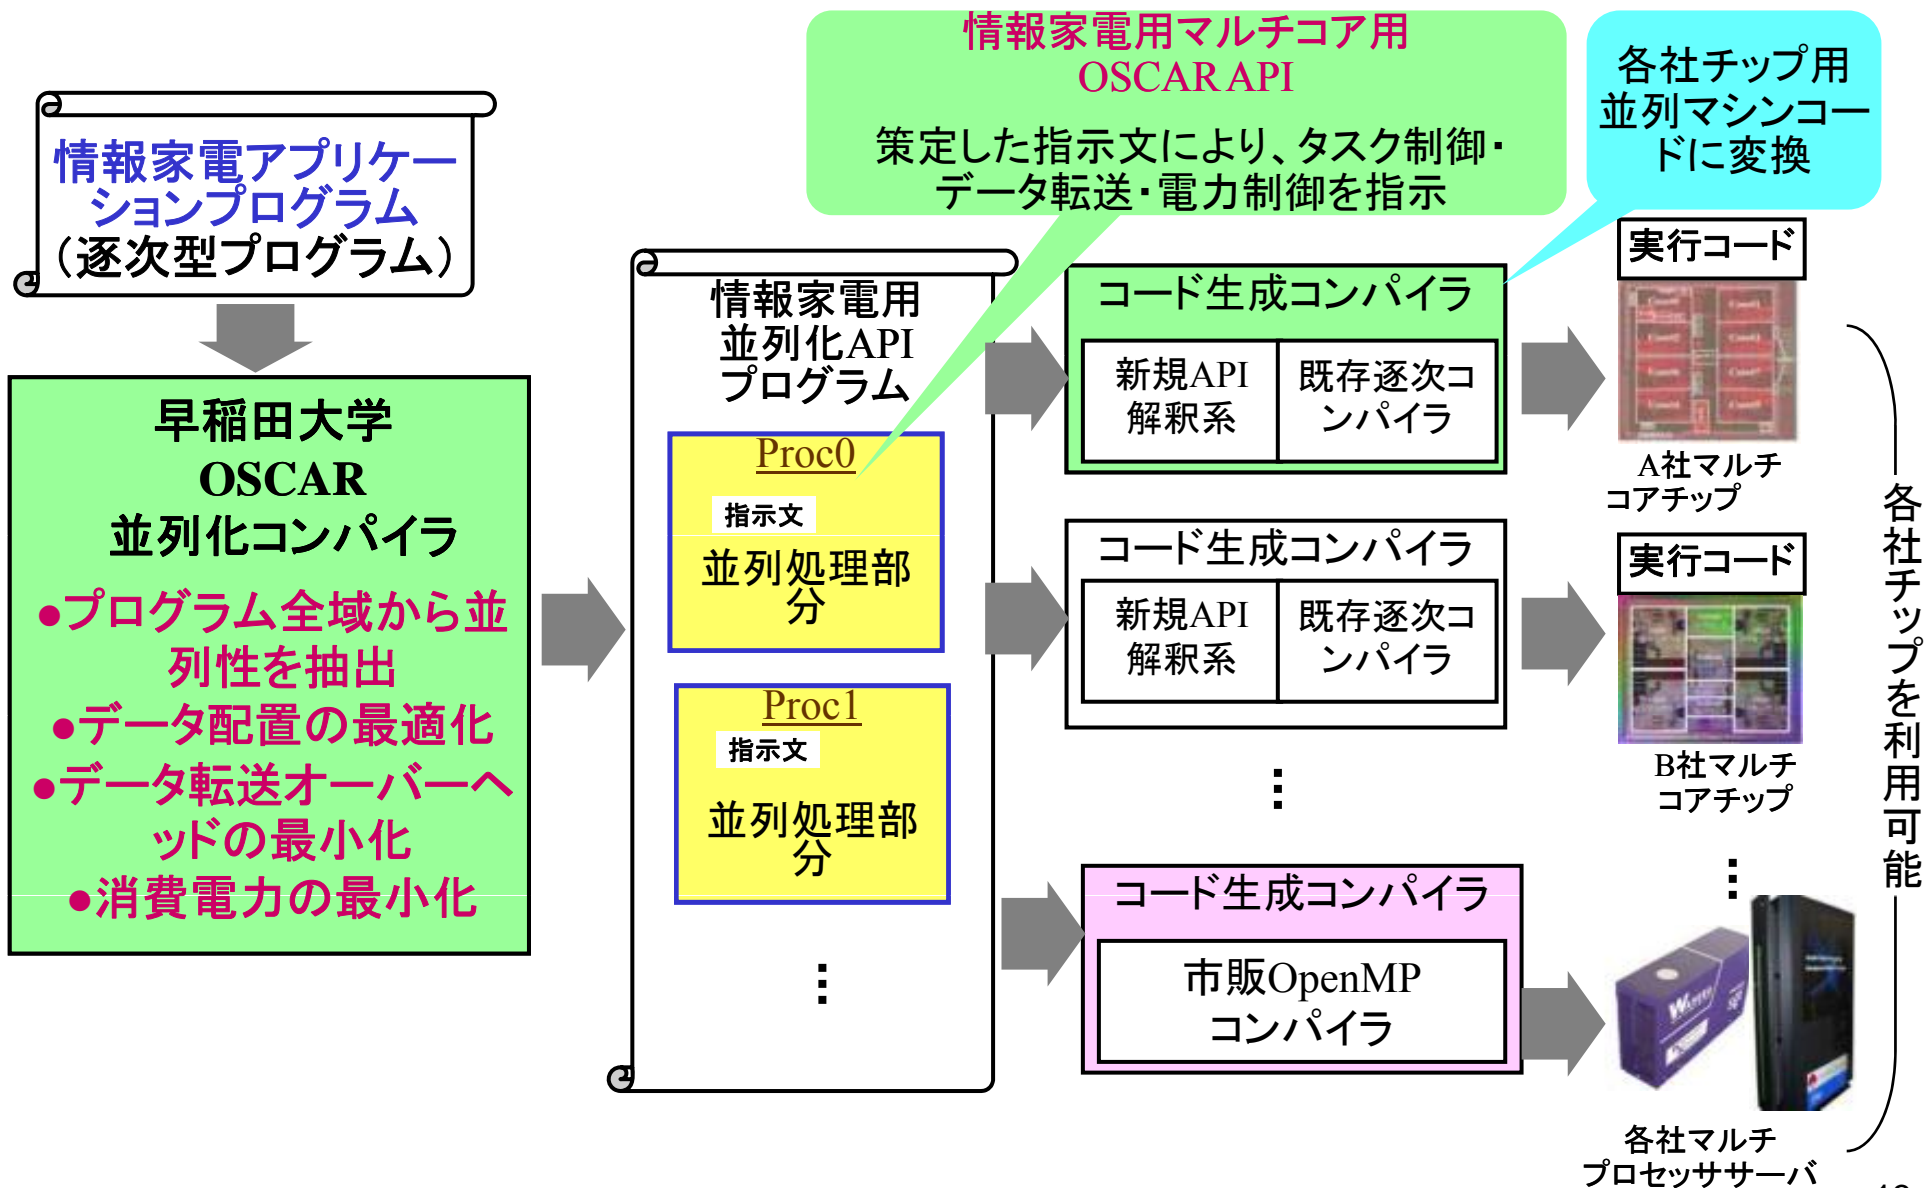 情報家電用マルチコア用
OSCAR API
策定した指示文により、タスク制御・
データ転送・電力制御を指示
各社チップ用
並列マシンコー
ドに変換
情報家電アプリケー
ションプログラム
（逐次型プログラム）
早稲田大学
OSCAR
並列化コンパイラ
●プログラム全域から並
列性を抽出
●データ配置の最適化
●データ転送オーバーヘ
ッドの最小化
●消費電力の最小化
情報家電用
並列化API
プログラム
Proc0
指示文
並列処理部
分
Proc1
指示文
並列処理部
分
⋮
コード生成コンパイラ
新規API
解釈系
既存逐次コ
ンパイラ
コード生成コンパイラ
新規API
解釈系
既存逐次コ
ンパイラ
⋮
コード生成コンパイラ
市販OpenMP
コンパイラ
実行コード
A社マルチ
コアチップ
実行コード
B社マルチ
コアチップ
⋮
各社マルチ
プロセッササーバ
各社チップを利用可能